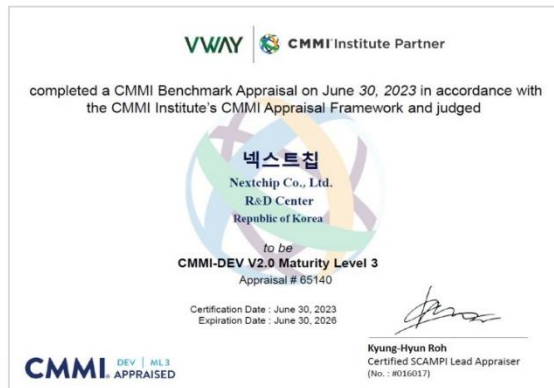 VWAY CMMI Institute Partner
completed a CMMI Benchmark Appraisal on June 30, 2023 in accordance with
the CMMI Institute's CMMI Appraisal Framework and judged
넥스트칩
Nextchip Co., Ltd.
R&D Center
Republic of Korea
to be
CMMI-DEV V2.0 Maturity Level 3
Appraisal # 65140
Certification Date : June 30, 2023
Expiration Date : June 30, 2026
Kyung-Hyun Roh
Certified SCAMPI Lead Appraiser
(No. : #016017)
CMMI® DEV | ML3
APPRAISED